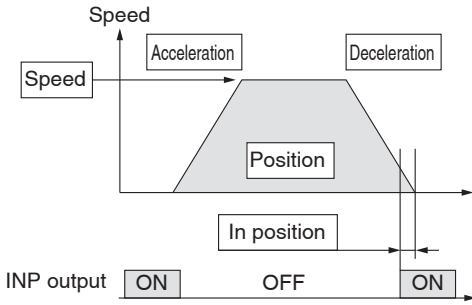 Speed
Acceleration
Deceleration
Speed
Position
In position
INP output
ON
OFF
ON